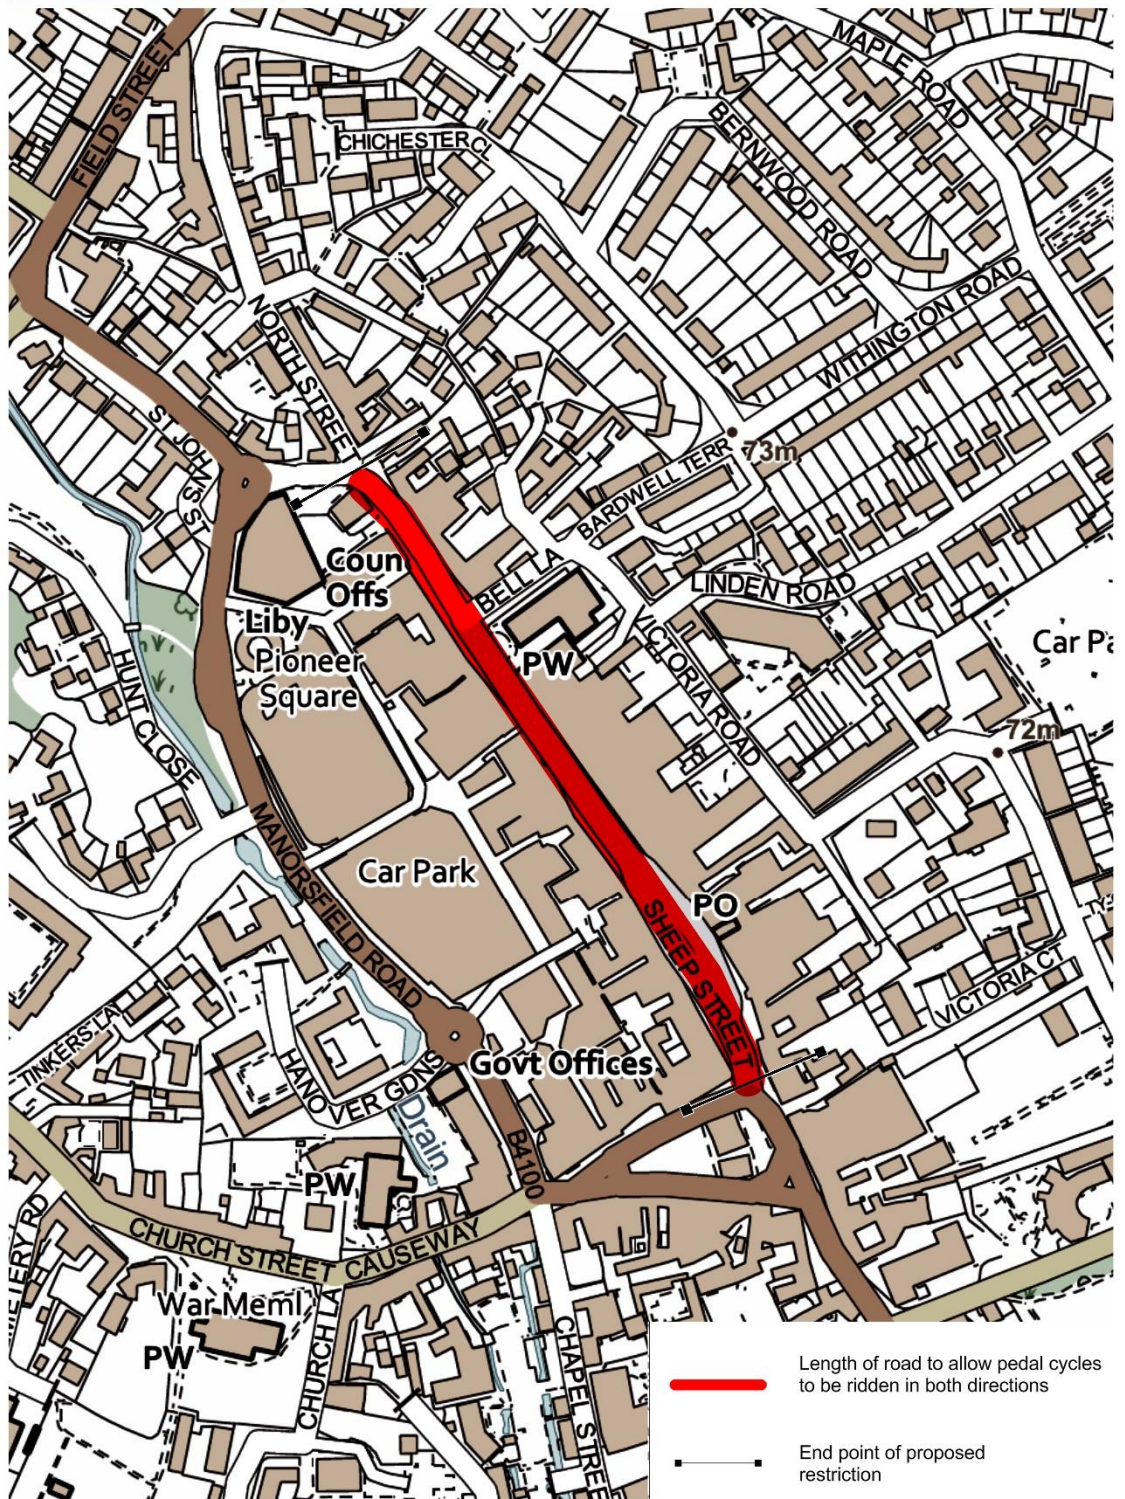 MAPLE ROAD
FIELD STREET
CHICHESTER CL
BERNWOOD ROAD
WITHINGTON ROAD
NORTH STREET
ST JOHN'S ST
73m
BARDWELL TERR
Coun
Offs
BELL LA
LINDEN ROAD
Liby
Pioneer
Square
PW
VICTORIA ROAD
Car Pa
HUNT CLOSE
72m
MANORSFIELD ROAD
Car Park
PO
SHEEP STREET
VICTORIA CT
TINKERS LA
HANOVER GDNS
Govt Offices
Drain
B4100
PW
CHURCH STREET
CAUSEWAY
METERY RD
War Meml
PW
CHURCH LA
CHAPEL STREE
Length of road to allow pedal cycles
to be ridden in both directions
End point of proposed
restriction